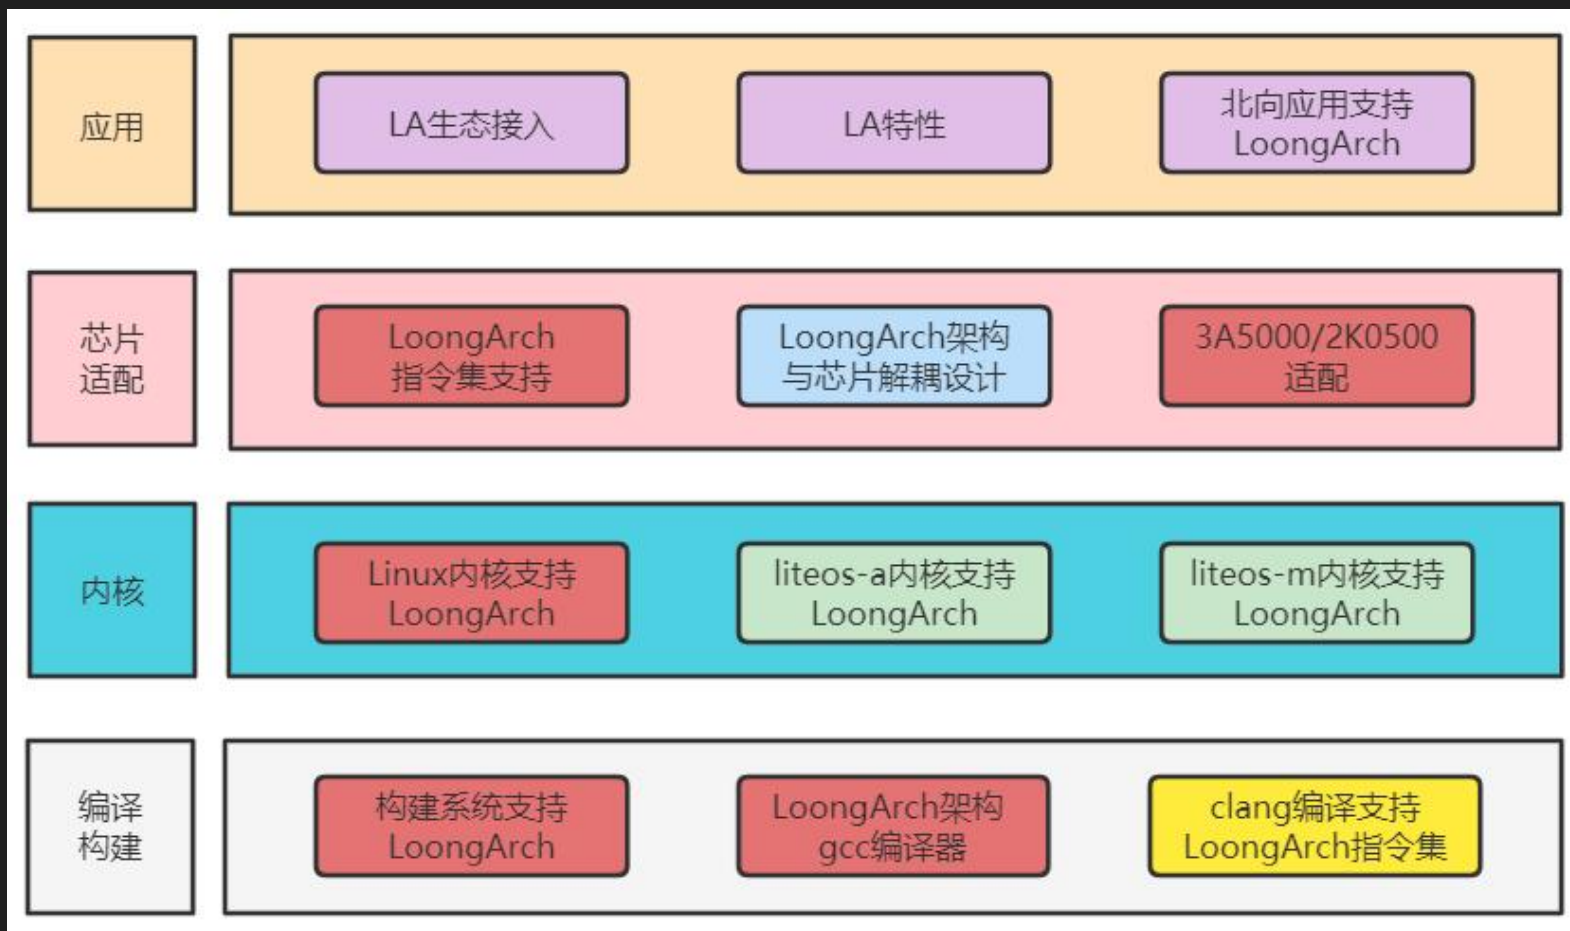 应用
LA生态接入
LA特性
北向应用支持
LoongArch
芯片
适配
LoongArch
指令集支持
LoongArch架构
与芯片解耦设计
3A5000/2K0500
适配
内核
Linux内核支持
LoongArch
liteos-a内核支持
LoongArch
liteos-m内核支持
LoongArch
编译
构建
构建系统支持
LoongArch
LoongArch架构
gcc编译器
clang编译支持
LoongArch指令集